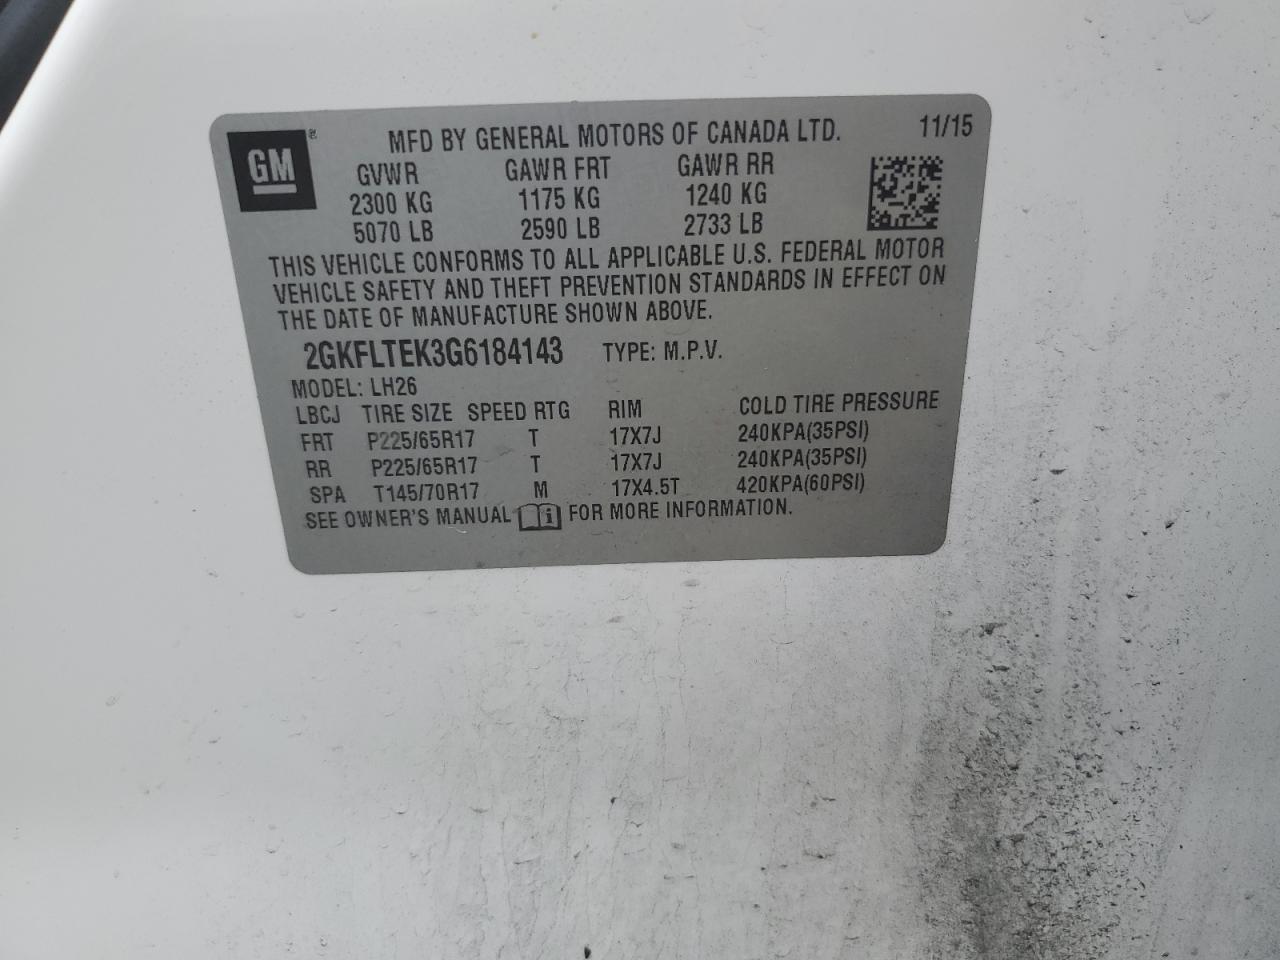 GM ®
MFD BY GENERAL MOTORS OF CANADA LTD. 11/15
GVWR GAWR FRT GAWR RR
2300 KG 1175 KG 1240 KG
5070 LB 2590 LB 2733 LB
THIS VEHICLE CONFORMS TO ALL APPLICABLE U.S. FEDERAL MOTOR
VEHICLE SAFETY AND THEFT PREVENTION STANDARDS IN EFFECT ON
THE DATE OF MANUFACTURE SHOWN ABOVE.
2GKFLTEK3G6184143 TYPE: M.P.V.
MODEL: LH26
LBCJ TIRE SIZE SPEED RTG RIM COLD TIRE PRESSURE
FRT P225/65R17 T 17X7J 240KPA(35PSI)
RR P225/65R17 T 17X7J 240KPA(35PSI)
SPA T145/70R17 M 17X4.5T 420KPA(60PSI)
SEE OWNER'S MANUAL i FOR MORE INFORMATION.